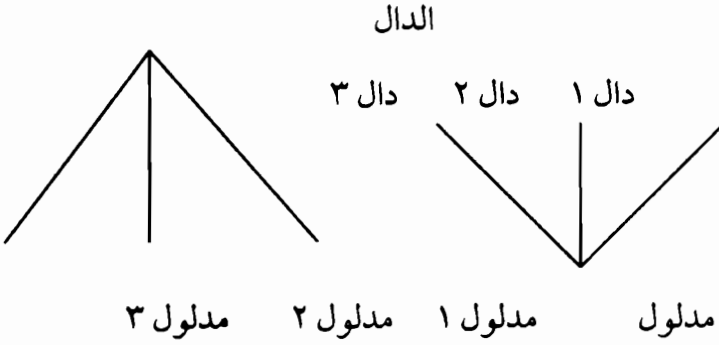 الدال
دال ١ دال ٢ دال ٣
مدلول مدلول ١ مدلول ٢ مدلول ٣